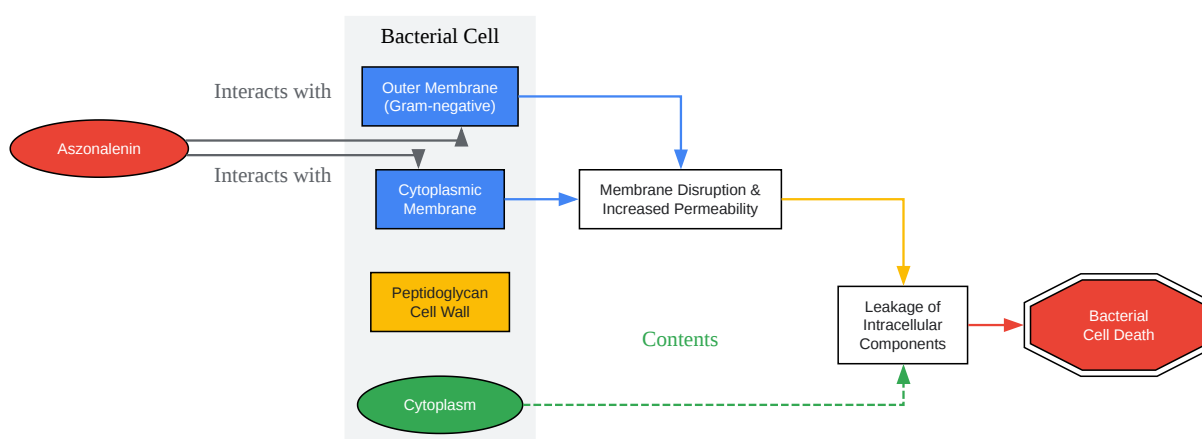 Bacterial Cell
Interacts with
Outer Membrane
(Gram-negative)
Aszonalenin
Interacts with
Cytoplasmic
Membrane
Membrane Disruption &
Increased Permeability
Peptidoglycan
Cell Wall
Contents
Leakage of
Intracellular
Components
Bacterial
Cell Death
Cytoplasm